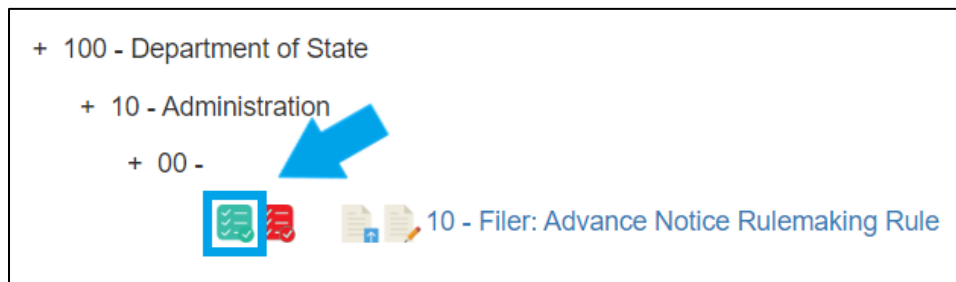 + 100 - Department of State
+ 10 - Administration
+ 00 -
10 - Filer: Advance Notice Rulemaking Rule